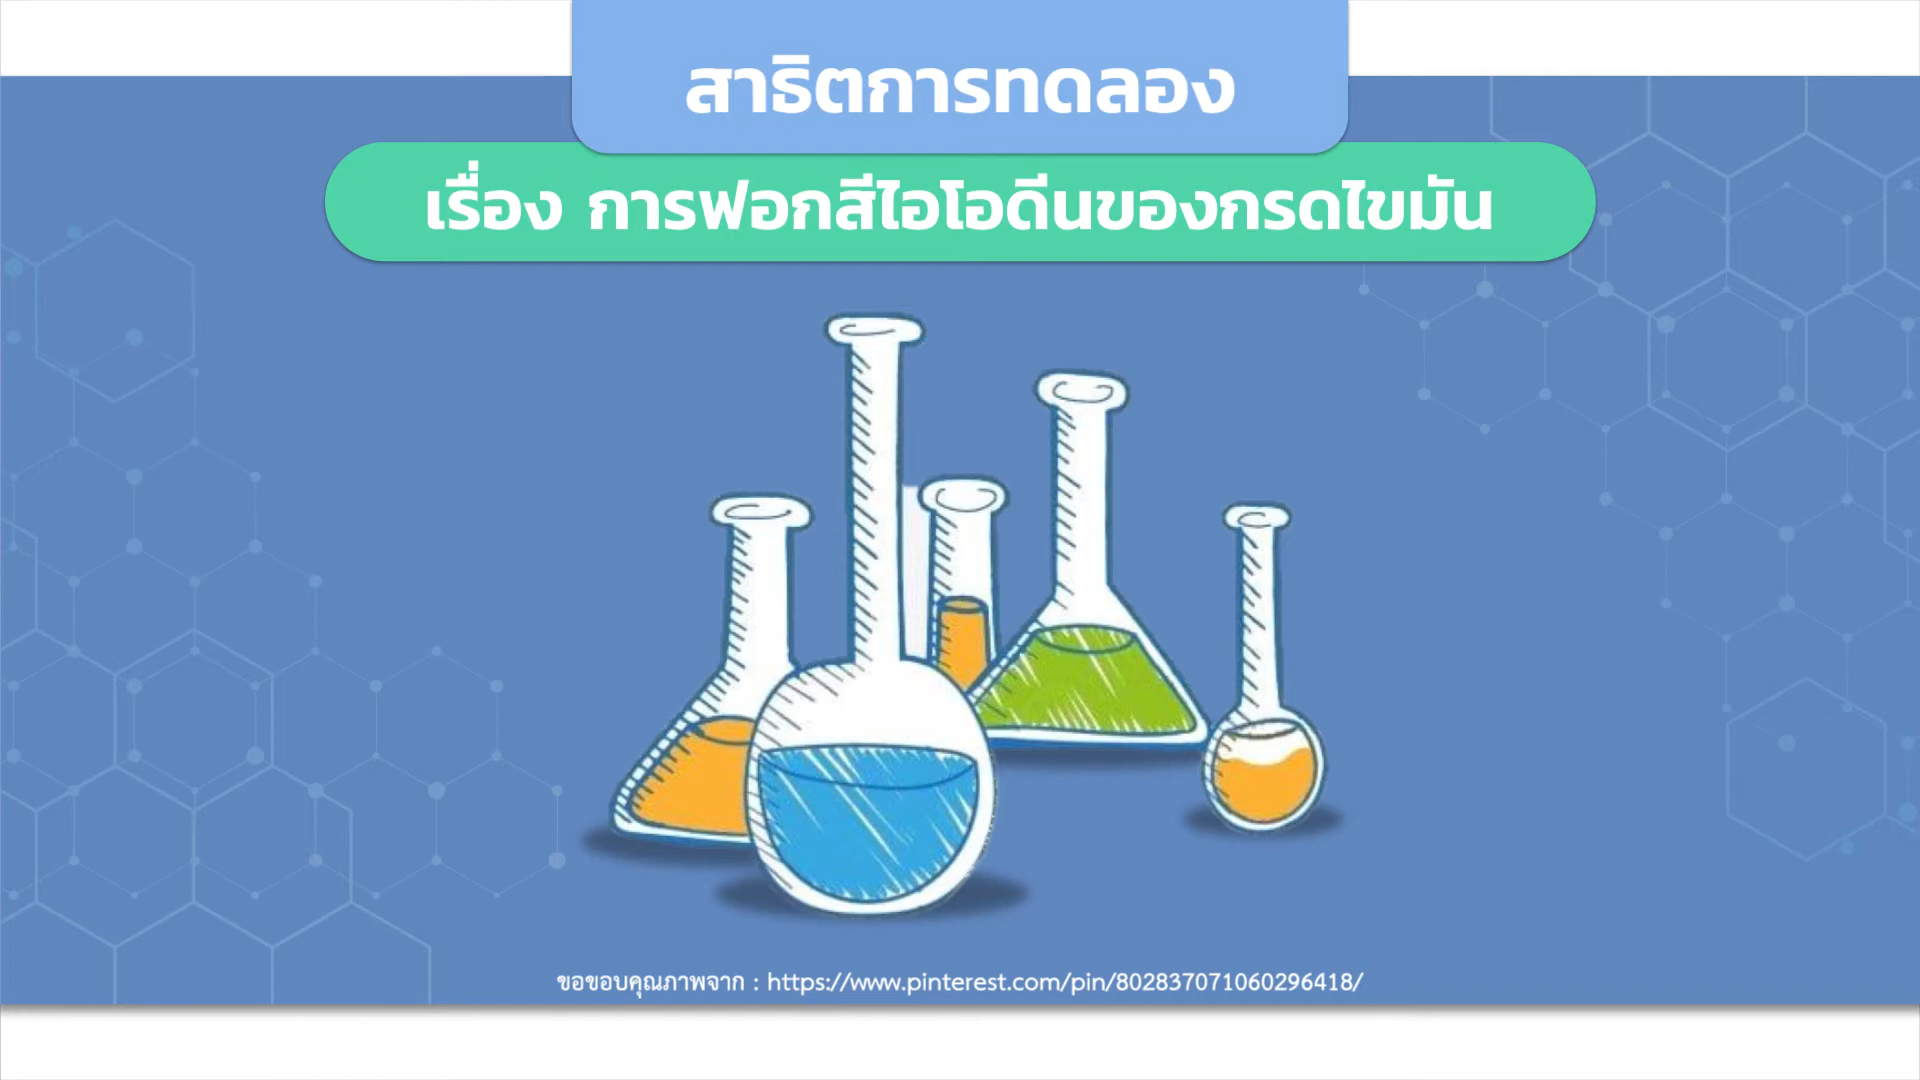 สาธิตการทดลอง
เรื่อง การฟอกสีไอโอดีนของกรดไขมัน
ขอขอบคุณภาพจาก : https://www.pinterest.com/pin/802837071060296418/